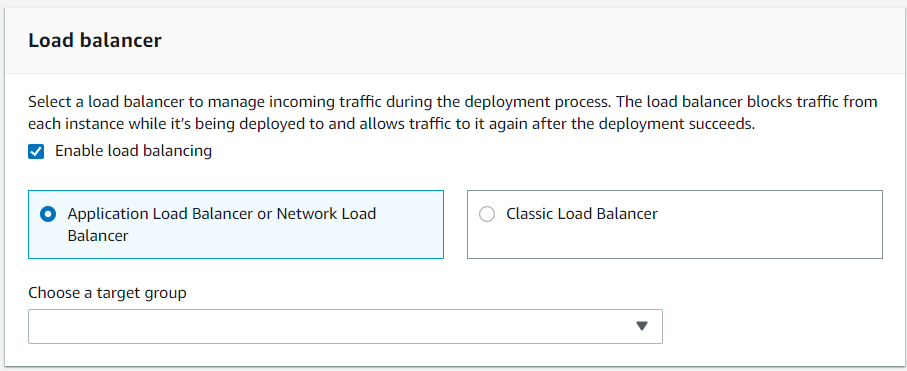 Load balancer
Select a load balancer to manage incoming traffic during the deployment process. The load balancer blocks traffic from
each instance while it's being deployed to and allows traffic to it again after the deployment succeeds.
Enable load balancing
Application Load Balancer or Network Load
Balancer
Classic Load Balancer
Choose a target group